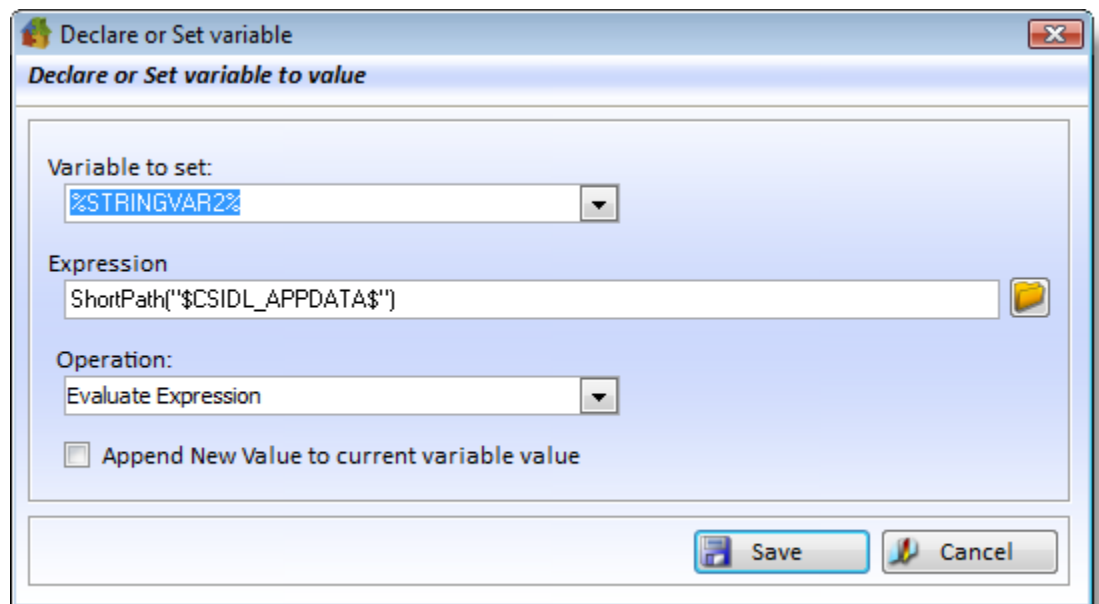 Declare or Set variable
Declare or Set variable to value
Variable to set:
%STRINGVAR2%
Expression
ShortPath("$CSIDL_APPDATA$")
Operation:
Evaluate Expression
Append New Value to current variable value
Save
Cancel